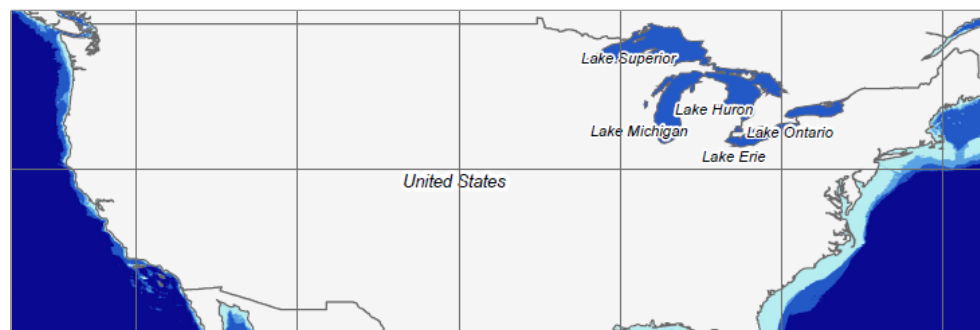 Lake Superior
Lake Huron
Lake Michigan
Lake Ontario
Lake Erie
United States